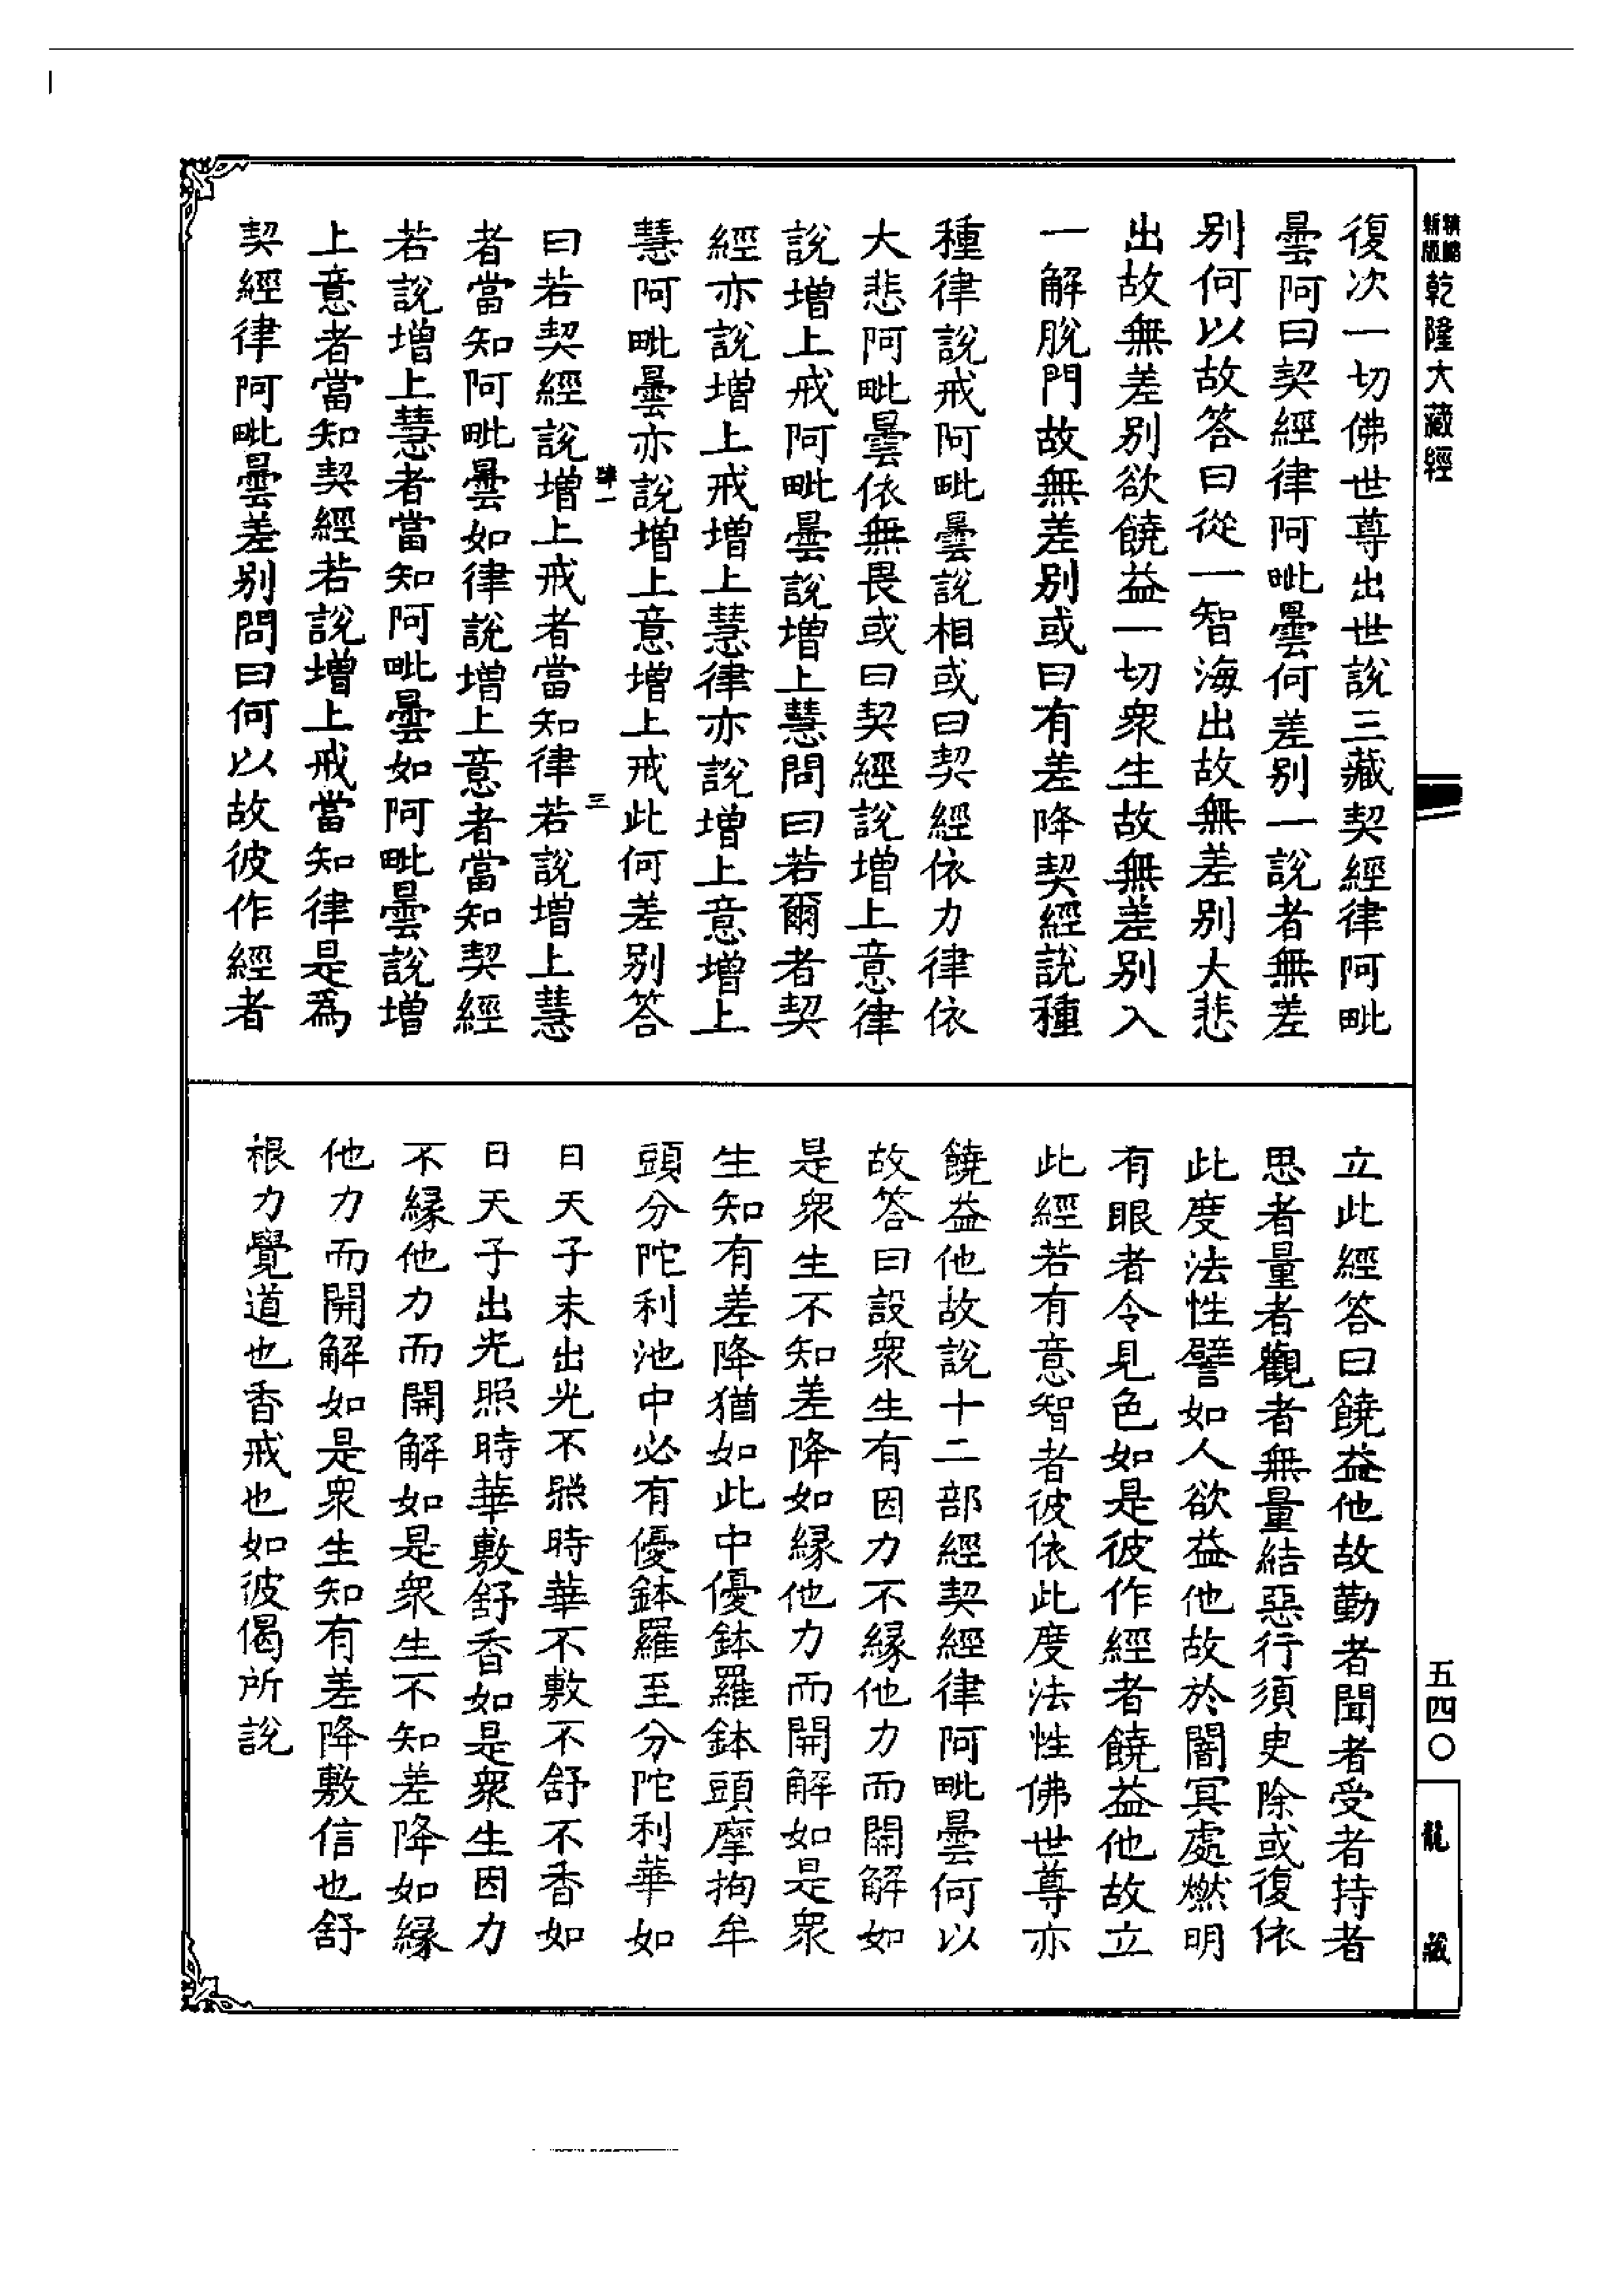 新版
乾隆大藏經
五四〇
龍藏
復次一切佛世尊出世說三藏契經律阿毗
曇阿曰契經律阿毗曇何差別一說者無差
別何以故答曰從一智海出故無差別大悲
出故無差別欲饒益一切衆生故無差別入
一解脫門故無差別或曰有差降契經說種
種律說戒阿毗曇說相或曰契經依力律依
大悲阿毗曇依無畏或曰契經說增上意律
說增上戒阿毗曇說增上慧問曰若爾者契
經亦說增上戒增上慧律亦說增上意增上
慧阿毗曇亦說增上意增上戒此何差別答
三
曰若契經說增上戒者當知律若說增上慧
者當知阿毗曇如律說增上意者當知契經
若說增上慧者當知阿毗曇如阿毗曇說增
上意者當知契經若說增上戒當知律是為
契經律阿毗曇差別問曰何以故彼作經者
立此經答曰饒益他故勤者聞者受者持者
思者量者觀者無量結惡行須史除或復依
此度法性譬如人欲益他故於闇冥處燃明
有眼者令見色如是彼作經者饒益他故立
此經若有意智者彼依此度法性佛世尊亦
饒益他故說十二部經契經律阿毗曇何以
故答曰設衆生有因力不緣他力而開解如
是衆生不知差降如緣他力而開解如是衆
生知有差降猶如此中優鉢羅鉢頭摩拘牟
頭分陀利池中必有優鉢羅至分陀利華如
日天子未出光不照時華不敷不舒不香如
日天子出光照時華敷舒香如是衆生因力
不緣他力而開解如是衆生不知差降如緣
他力而開解如是衆生知有差降敷信也舒
根力覺道也香戒也如彼偈所說